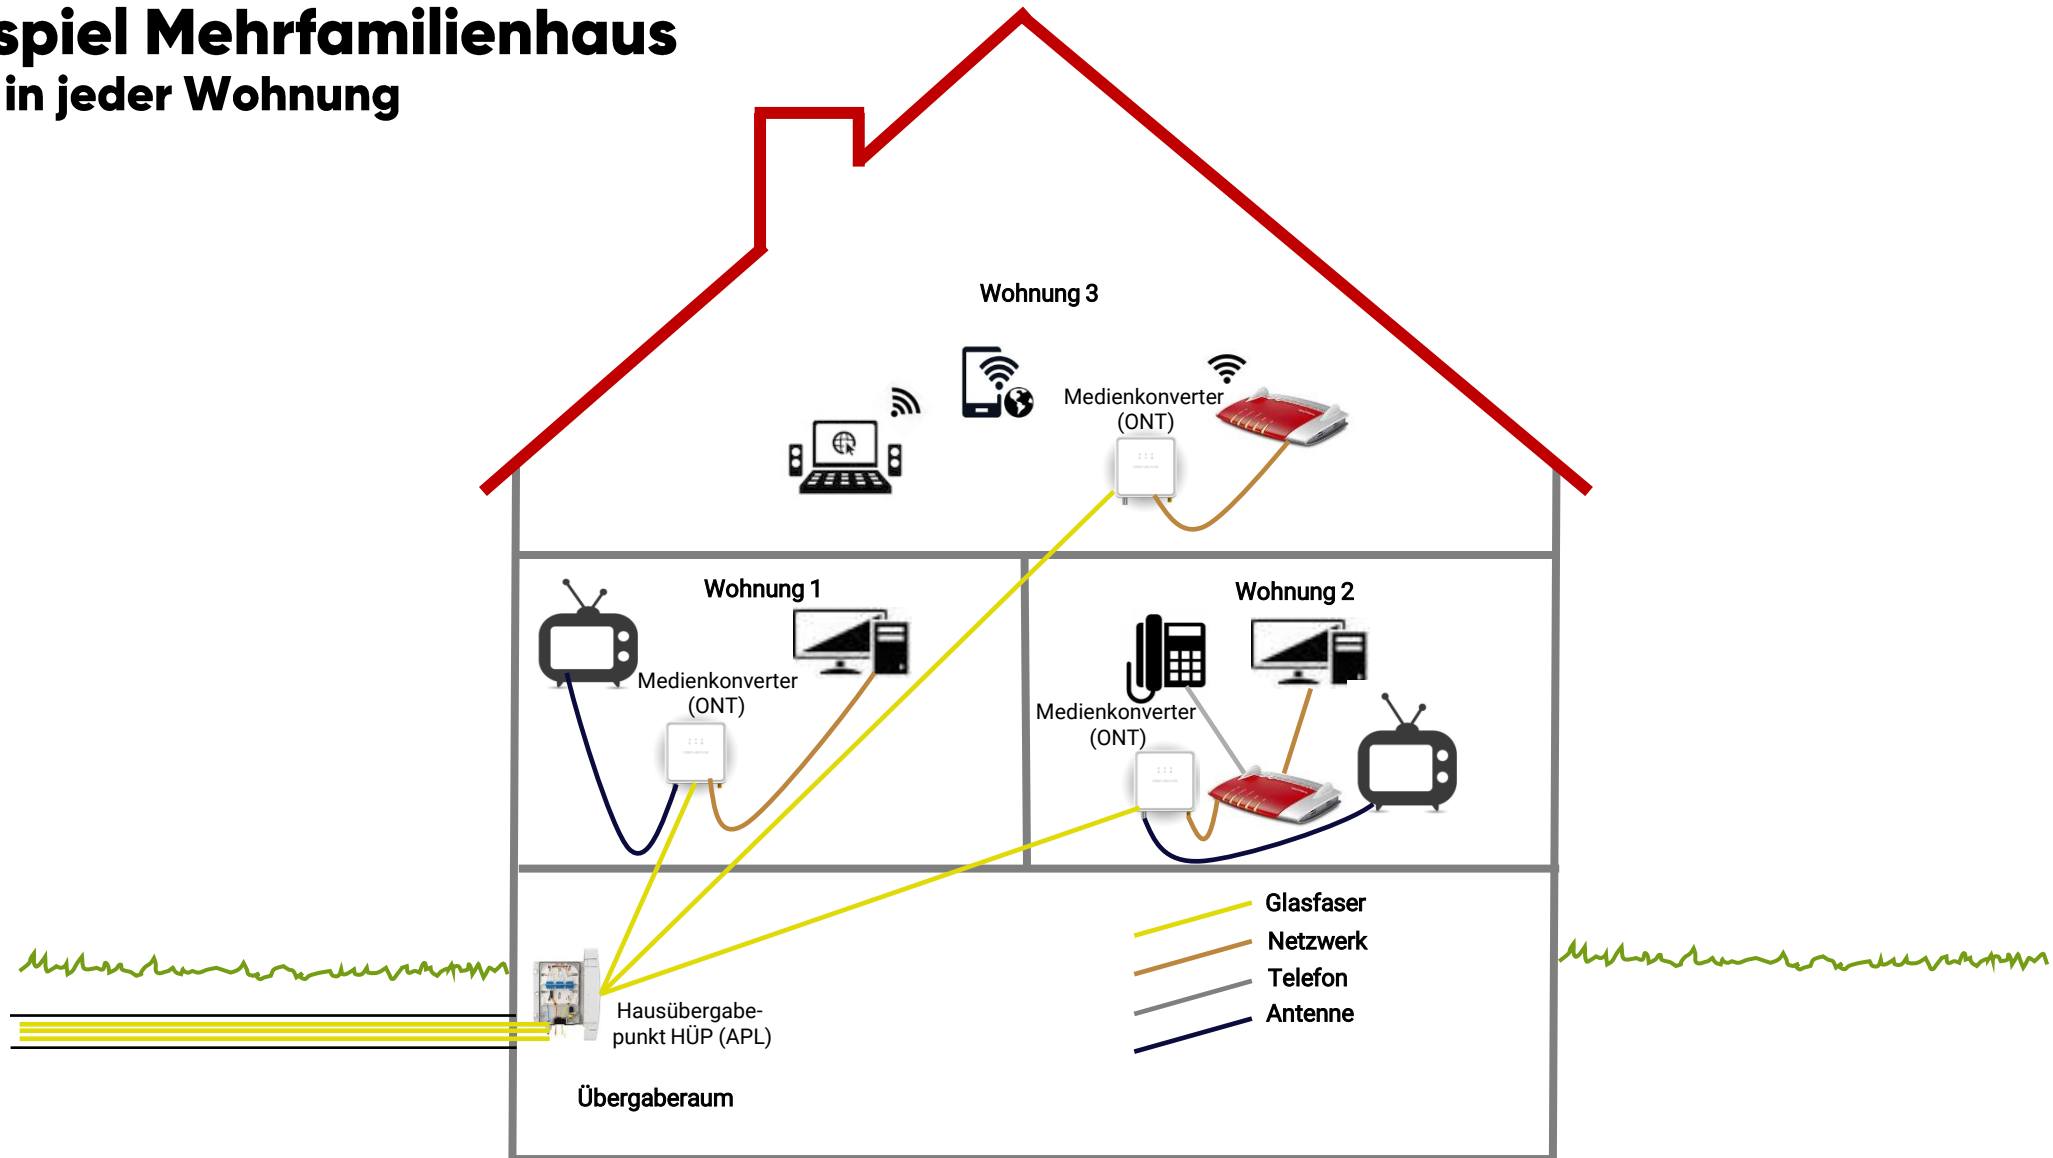 spiel Mehrfamilienhaus
in jeder Wohnung
Wohnung 3
Medienkonverter
(ONT)
Wohnung 1
Medienkonverter
(ONT)
Wohnung 2
Medienkonverter
(ONT)
Glasfaser
Netzwerk
Telefon
Antenne
Hausübergabe-
punkt HÜP (APL)
Übergaberaum